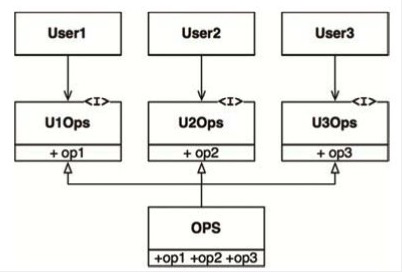 User1 User2 User3
<I> <I> <I>
U1Ops U2Ops U3Ops
+ op1 + op2 + op3
OPS
+op1 +op2 +op3